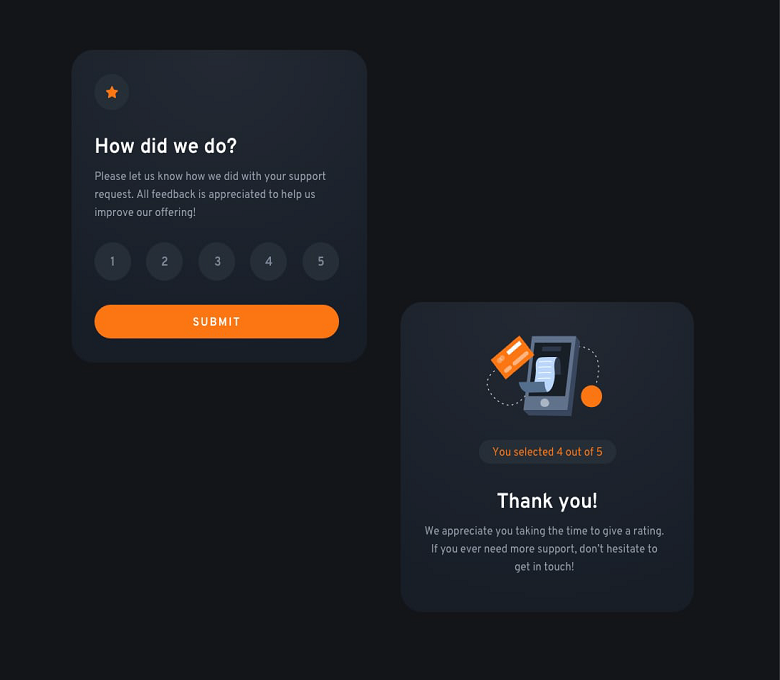 How did we do?
Please let us know how we did with your support
request. All feedback is appreciated to help us
improve our offering!
1 2 3 4 5
SUBMIT
You selected 4 out of 5
Thank you!
We appreciate you taking the time to give a rating.
If you ever need more support, don't hesitate to
get in touch!